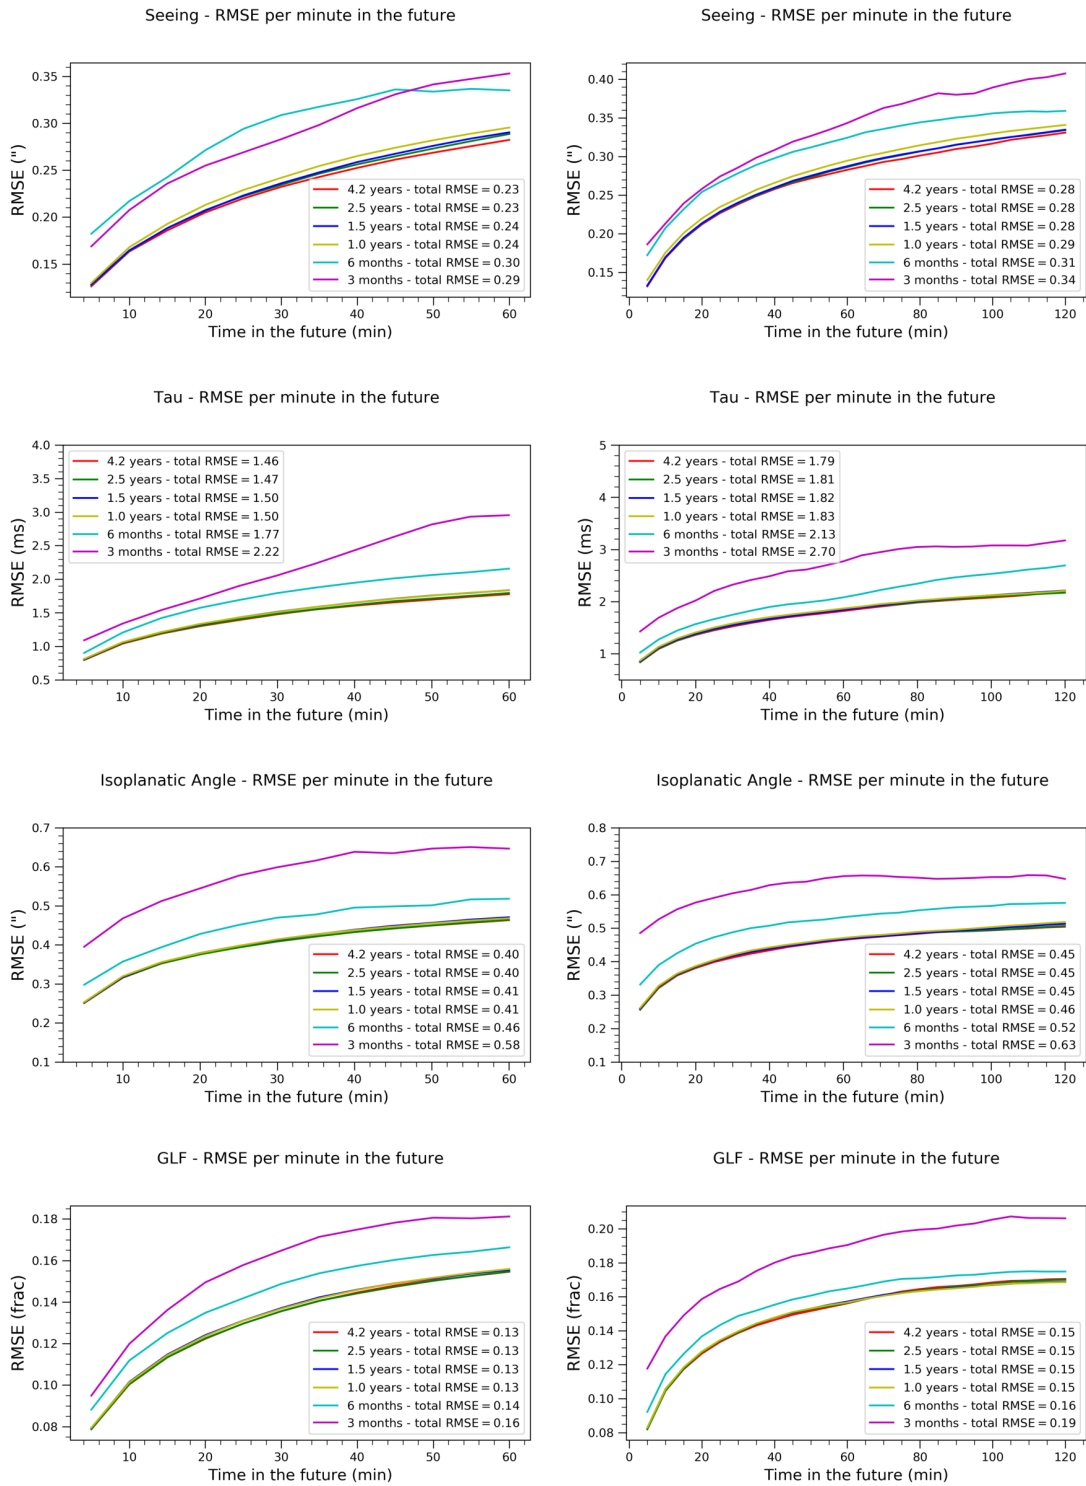 Seeing - RMSE per minute in the future
RMSE (")
0.35
0.30
0.25
0.20
0.15
4.2 years - total RMSE = 0.23
2.5 years - total RMSE = 0.23
1.5 years - total RMSE = 0.24
1.0 years - total RMSE = 0.24
6 months - total RMSE = 0.30
3 months - total RMSE = 0.29
10 20 30 40 50 60
Time in the future (min)
Seeing - RMSE per minute in the future
RMSE (")
0.40
0.35
0.30
0.25
0.20
0.15
4.2 years - total RMSE = 0.28
2.5 years - total RMSE = 0.28
1.5 years - total RMSE = 0.28
1.0 years - total RMSE = 0.29
6 months - total RMSE = 0.31
3 months - total RMSE = 0.34
0 20 40 60 80 100 120
Time in the future (min)
Tau - RMSE per minute in the future
RMSE (ms)
4.0
3.5
3.0
2.5
2.0
1.5
1.0
0.5
4.2 years - total RMSE = 1.46
2.5 years - total RMSE = 1.47
1.5 years - total RMSE = 1.50
1.0 years - total RMSE = 1.50
6 months - total RMSE = 1.77
3 months - total RMSE = 2.22
10 20 30 40 50 60
Time in the future (min)
Tau - RMSE per minute in the future
RMSE (ms)
5
4
3
2
1
4.2 years - total RMSE = 1.79
2.5 years - total RMSE = 1.81
1.5 years - total RMSE = 1.82
1.0 years - total RMSE = 1.83
6 months - total RMSE = 2.13
3 months - total RMSE = 2.70
0 20 40 60 80 100 120
Time in the future (min)
Isoplanatic Angle - RMSE per minute in the future
RMSE (")
0.7
0.6
0.5
0.4
0.3
0.2
0.1
4.2 years - total RMSE = 0.40
2.5 years - total RMSE = 0.40
1.5 years - total RMSE = 0.41
1.0 years - total RMSE = 0.41
6 months - total RMSE = 0.46
3 months - total RMSE = 0.58
10 20 30 40 50 60
Time in the future (min)
Isoplanatic Angle - RMSE per minute in the future
RMSE (")
0.8
0.7
0.6
0.5
0.4
0.3
0.2
0.1
4.2 years - total RMSE = 0.45
2.5 years - total RMSE = 0.45
1.5 years - total RMSE = 0.45
1.0 years - total RMSE = 0.46
6 months - total RMSE = 0.52
3 months - total RMSE = 0.63
0 20 40 60 80 100 120
Time in the future (min)
GLF - RMSE per minute in the future
RMSE (frac)
0.18
0.16
0.14
0.12
0.10
0.08
4.2 years - total RMSE = 0.13
2.5 years - total RMSE = 0.13
1.5 years - total RMSE = 0.13
1.0 years - total RMSE = 0.13
6 months - total RMSE = 0.14
3 months - total RMSE = 0.16
10 20 30 40 50 60
Time in the future (min)
GLF - RMSE per minute in the future
RMSE (frac)
0.20
0.18
0.16
0.14
0.12
0.10
0.08
4.2 years - total RMSE = 0.15
2.5 years - total RMSE = 0.15
1.5 years - total RMSE = 0.15
1.0 years - total RMSE = 0.15
6 months - total RMSE = 0.16
3 months - total RMSE = 0.19
0 20 40 60 80 100 120
Time in the future (min)